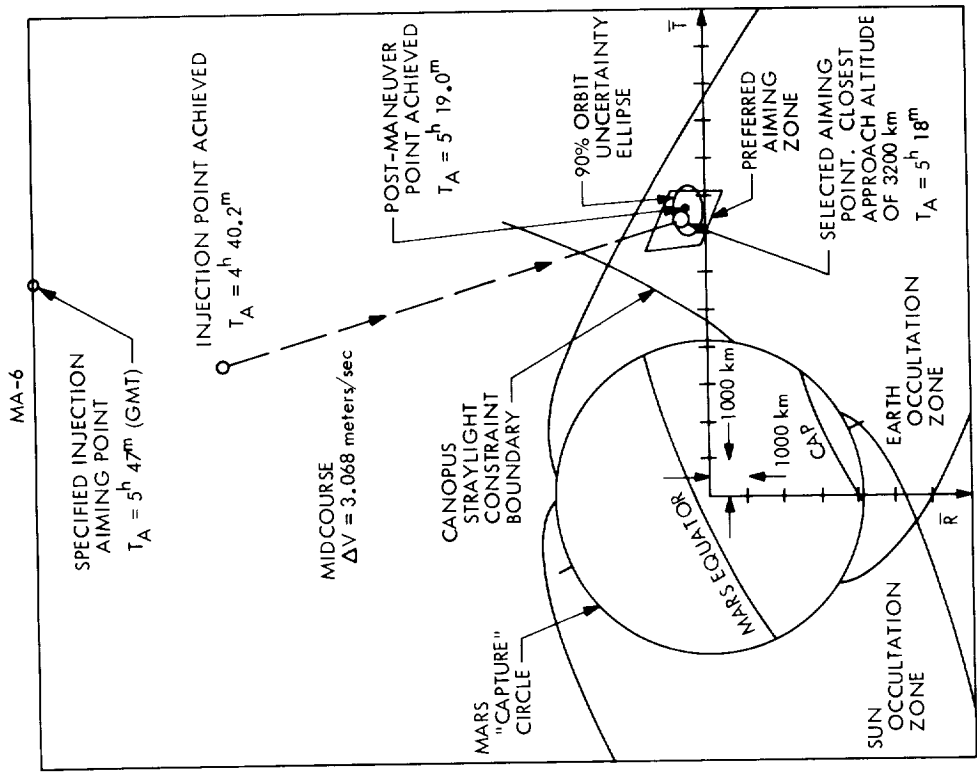 MA-6
SPECIFIED INJECTION
AIMING POINT
T_A = 5^h 47^m (GMT)
INJECTION POINT ACHIEVED
T_A = 4^h 40.2^m
MIDCOURSE
ΔV = 3.068 meters/sec
POST-MANEUVER
POINT ACHIEVED
T_A = 5^h 19.0^m
CANOPUS
STRAYLIGHT
CONSTRAINT
BOUNDARY
90% ORBIT
UNCERTAINTY
ELLIPSE
MARS
"CAPTURE"
CIRCLE
T
PREFERRED
AIMING
ZONE
MARS EQUATOR
1000 km
1000 km
CAP
SELECTED AIMING
POINT. CLOSEST
APPROACH ALTITUDE
OF 3200 km
T_A = 5^h 18^m
EARTH
OCCULTATION
ZONE
R
SUN
OCCULTATION
ZONE